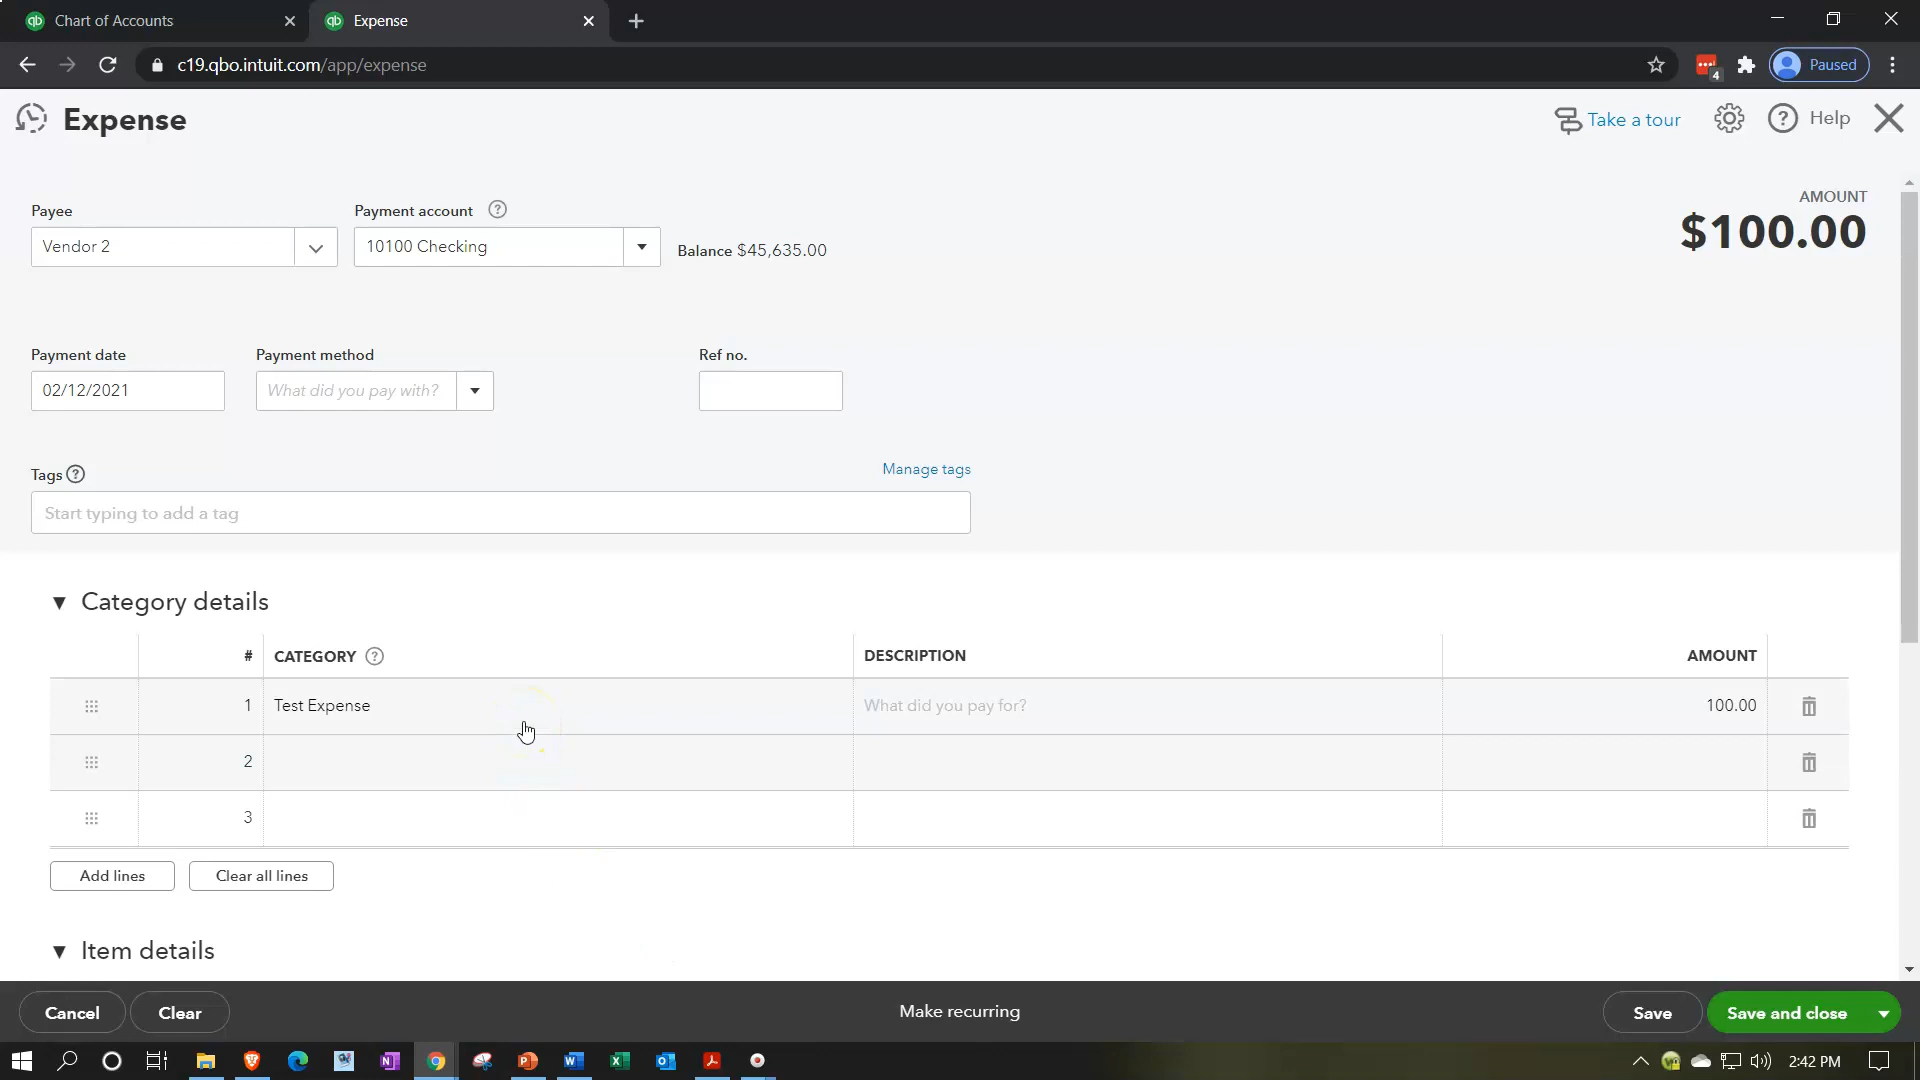 Chart of Accounts
Expense
c19.qbo.intuit.com/app/expense
4
Paused
Expense
Take a tour
Help
AMOUNT
$100.00
Payee
Payment account
Vendor 2
10100 Checking
Balance $45,635.00
Payment date
Payment method
Ref no.
02/12/2021
What did you pay with?
Tags
Manage tags
Start typing to add a tag
Category details
# CATEGORY DESCRIPTION AMOUNT
1 Test Expense What did you pay for? 100.00
2
3
Add lines
Clear all lines
Item details
Cancel
Clear
Make recurring
Save
Save and close
2:42 PM